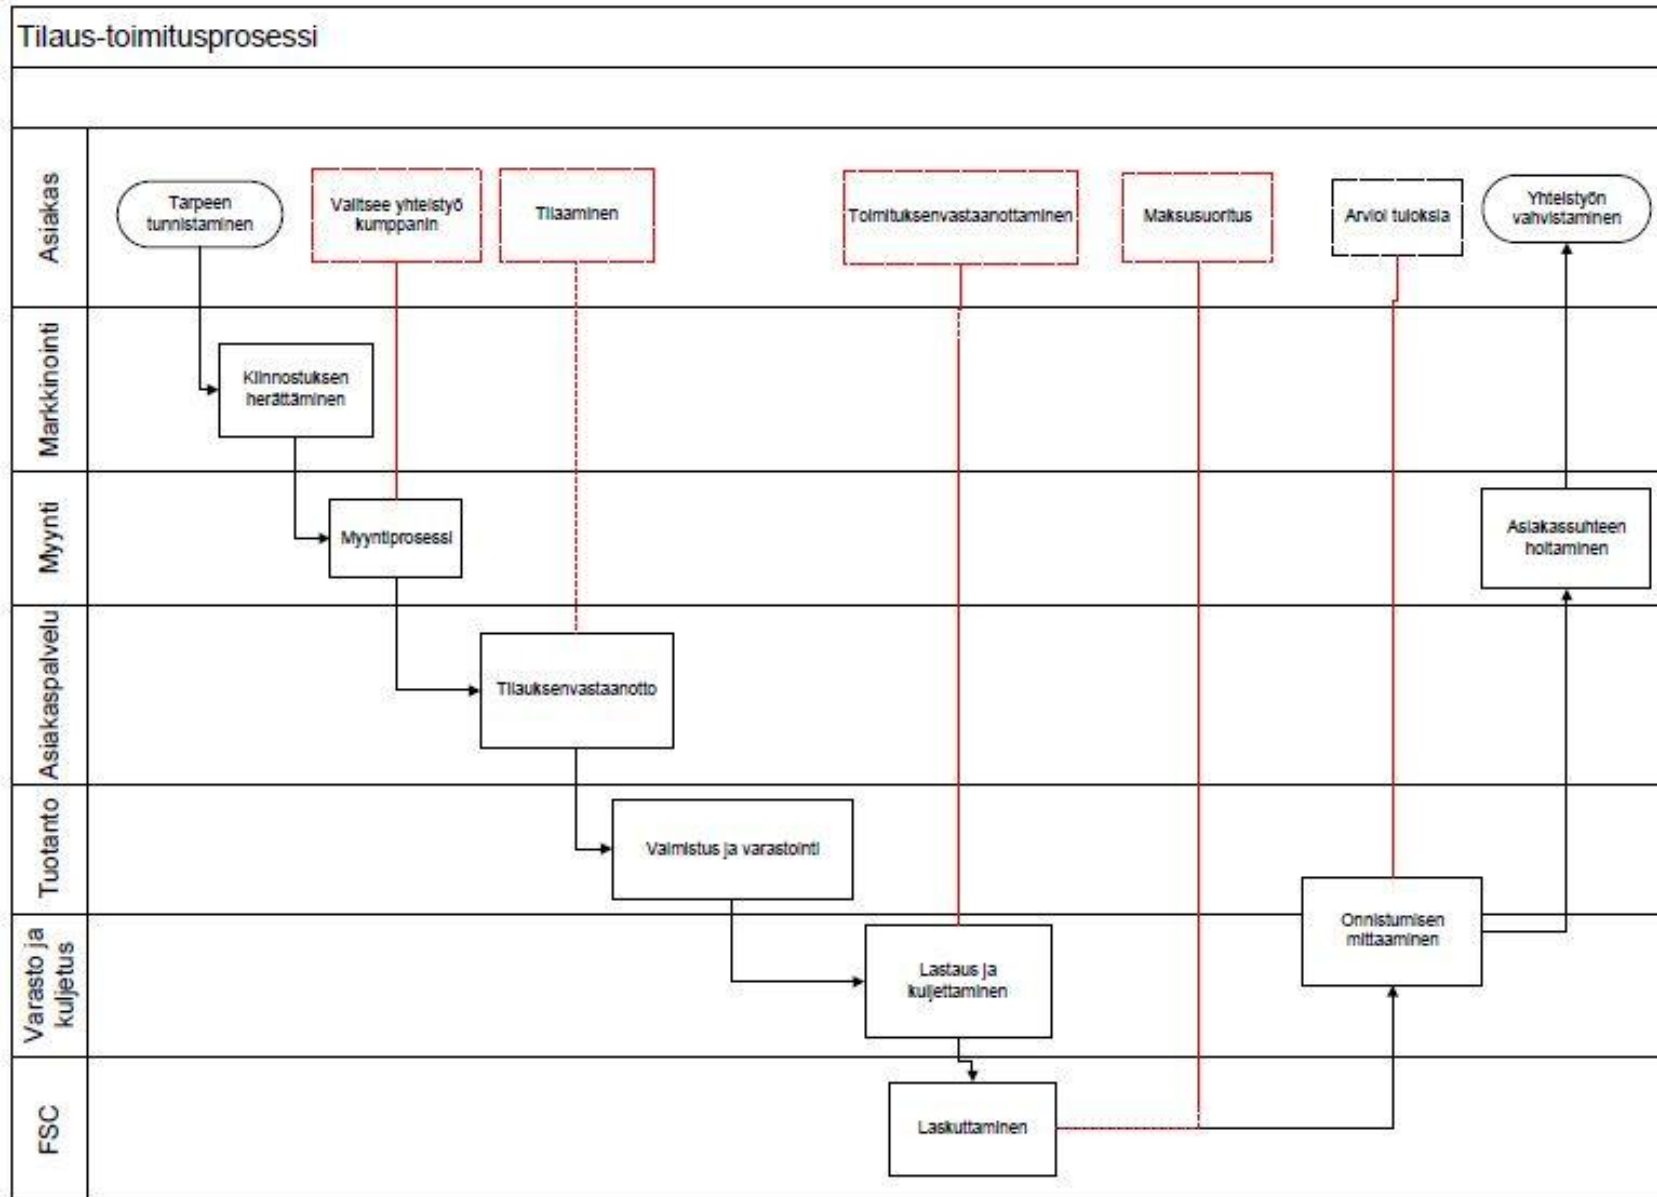 Tilaus-toimitusprosessi
Asiakas
Tarpeen
tunnistaminen
Valitsee yhteistyö
kumppanin
Tilaaminen
Toimituksenvastaanottaminen
Maksusuoritus
Arvioi tuloksia
Yhteistyön
vahvistaminen
Markkinointi
Kiinnostuksen
herättäminen
Myynti
Myyntiprosessi
Asiakassuhteen
hoitaminen
Asiakaspalvelu
Tilauksenvastaanotto
Tuotanto
Valmistus ja varastointi
Onnistumisen
mittaaminen
Varasto ja
kuljetus
Lastaus ja
kuljettaminen
FSC
Laskuttaminen